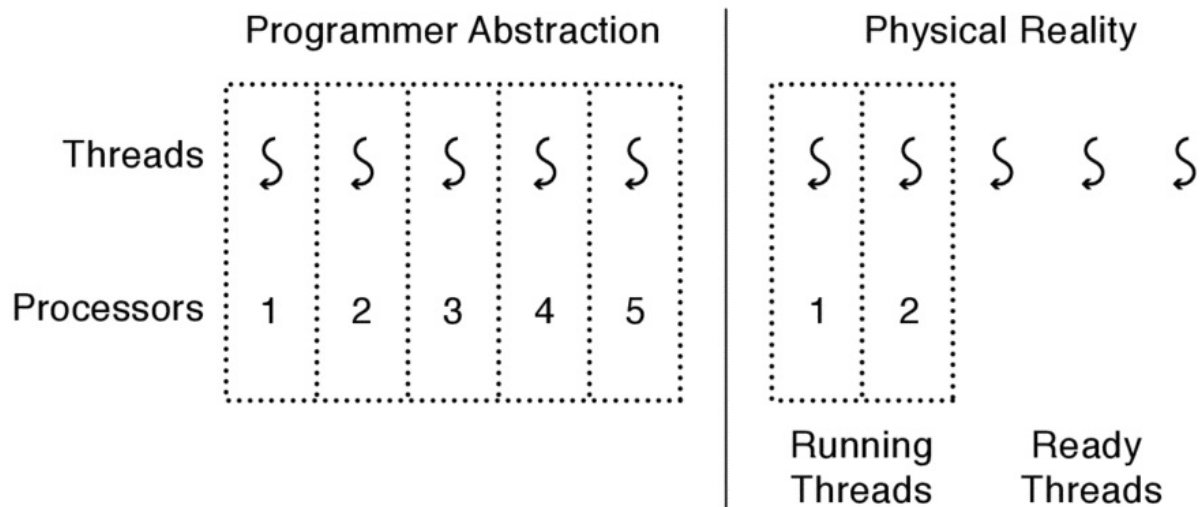 Programmer Abstraction
Physical Reality
Threads
Processors 1 2 3 4 5
1 2
Running
Threads
Ready
Threads